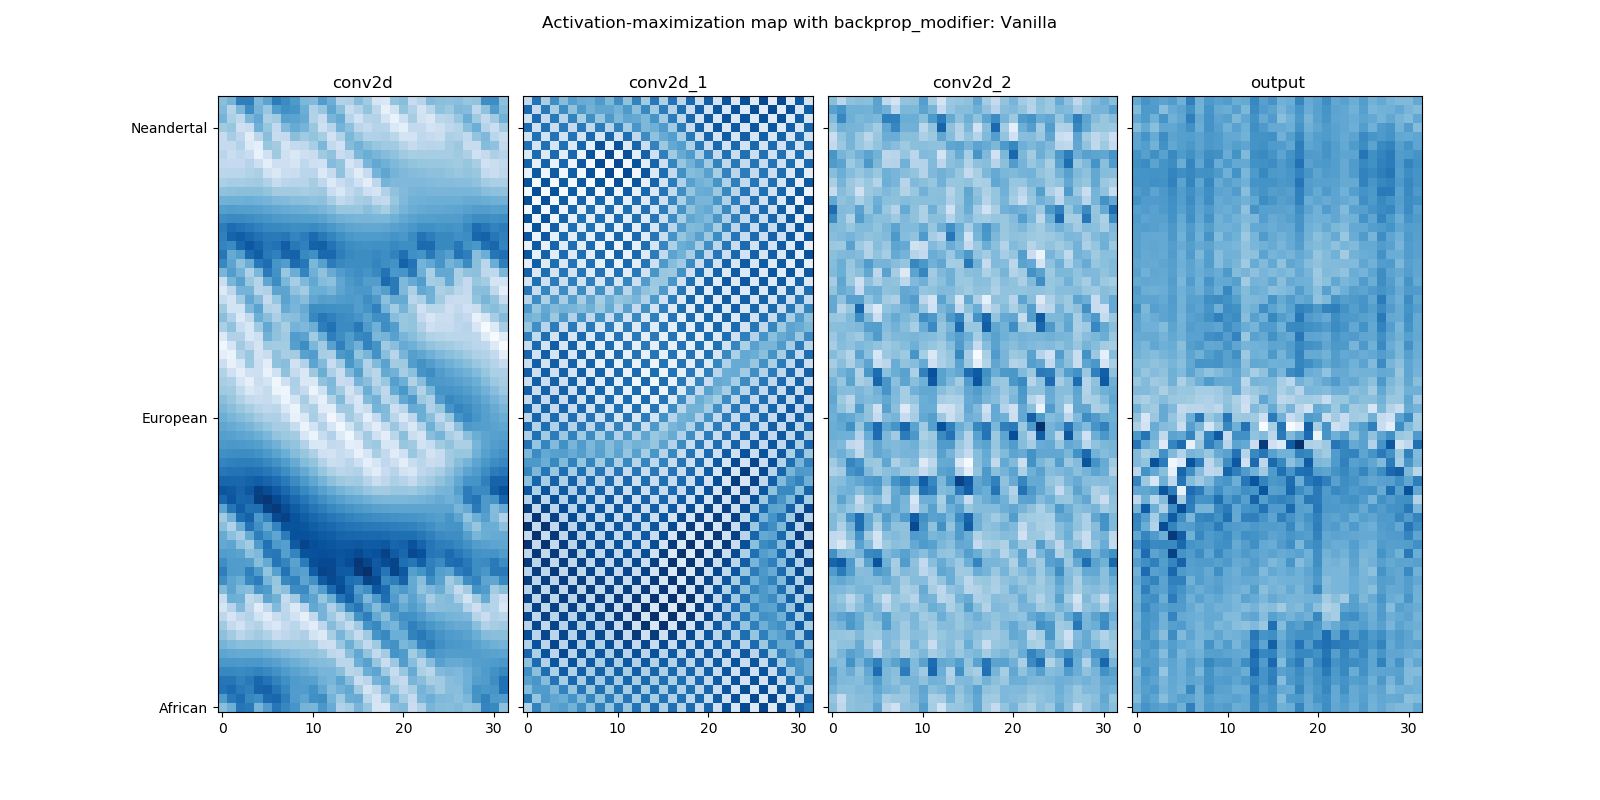 Activation-maximization map with backprop_modifier: Vanilla
conv2d
conv2d_1
conv2d_2
output
Neandertal
European
African
0 10 20 30
0 10 20 30
0 10 20 30
0 10 20 30